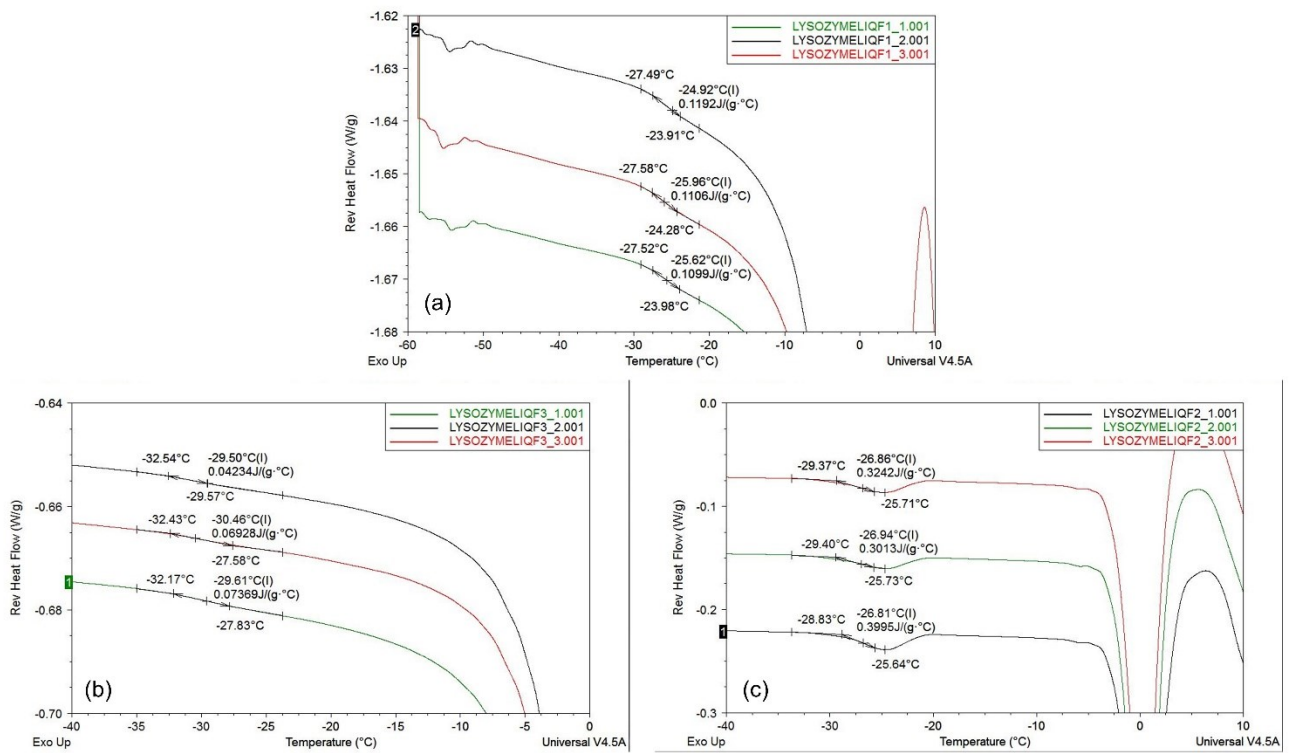 LYSOZYMELIQF1_1.001
LYSOZYMELIQF1_2.001
LYSOZYMELIQF1_3.001
-1.62
-1.63
-1.64
-1.65
-1.66
-1.67
-1.68
Rev Heat Flow (W/g)
2
-27.49°C
-24.92°C(I)
0.1192J/(g·°C)
-23.91°C
-27.58°C
-25.96°C(I)
0.1106J/(g·°C)
-24.28°C
-27.52°C
-25.62°C(I)
0.1099J/(g·°C)
-23.98°C
(a)
-60 -50 -40 -30 -20 -10 0 10
Exo Up Temperature (°C) Universal V4.5A
LYSOZYMELIQF3_1.001
LYSOZYMELIQF3_2.001
LYSOZYMELIQF3_3.001
-0.64
-0.66
-0.68
-0.70
Rev Heat Flow (W/g)
1
-32.54°C
-29.50°C(I)
0.04234J/(g·°C)
-29.57°C
-32.43°C
-30.46°C(I)
0.06928J/(g·°C)
-27.58°C
-32.17°C
-29.61°C(I)
0.07369J/(g·°C)
-27.83°C
(b)
-40 -35 -30 -25 -20 -15 -10 -5 0
Exo Up Temperature (°C) Universal V4.5A
LYSOZYMELIQF2_1.001
LYSOZYMELIQF2_2.001
LYSOZYMELIQF2_3.001
0.0
-0.1
-0.2
-0.3
Rev Heat Flow (W/g)
1
-29.37°C
-26.86°C(I)
0.3242J/(g·°C)
-25.71°C
-29.40°C
-26.94°C(I)
0.3013J/(g·°C)
-25.73°C
-28.83°C
-26.81°C(I)
0.3995J/(g·°C)
-25.64°C
(c)
-40 -30 -20 -10 0 10
Exo Up Temperature (°C) Universal V4.5A